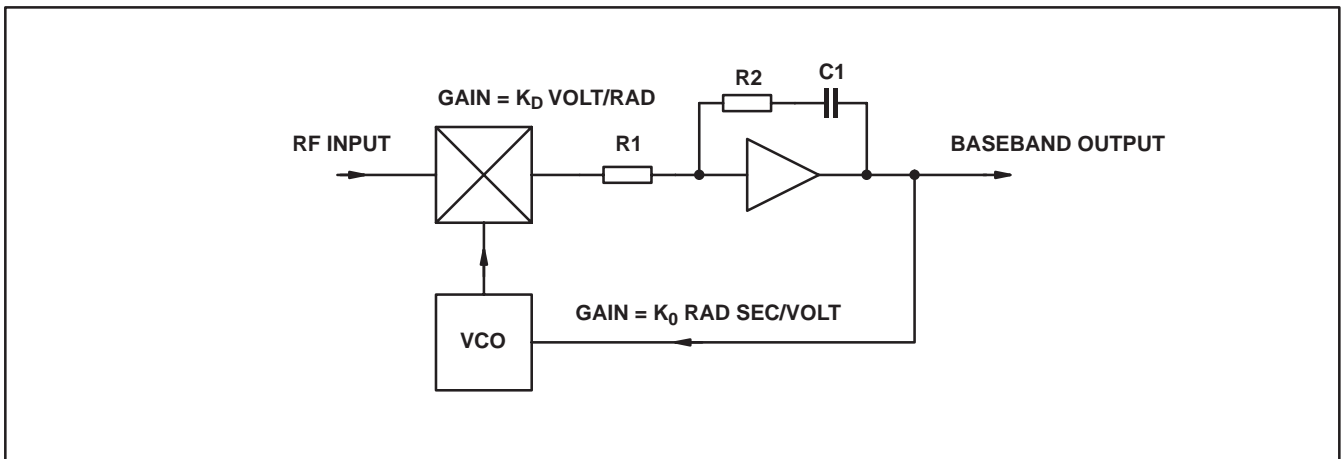 R2
C1
GAIN = KD VOLT/RAD
RF INPUT
R1
BASEBAND OUTPUT
GAIN = K0 RAD SEC/VOLT
VCO